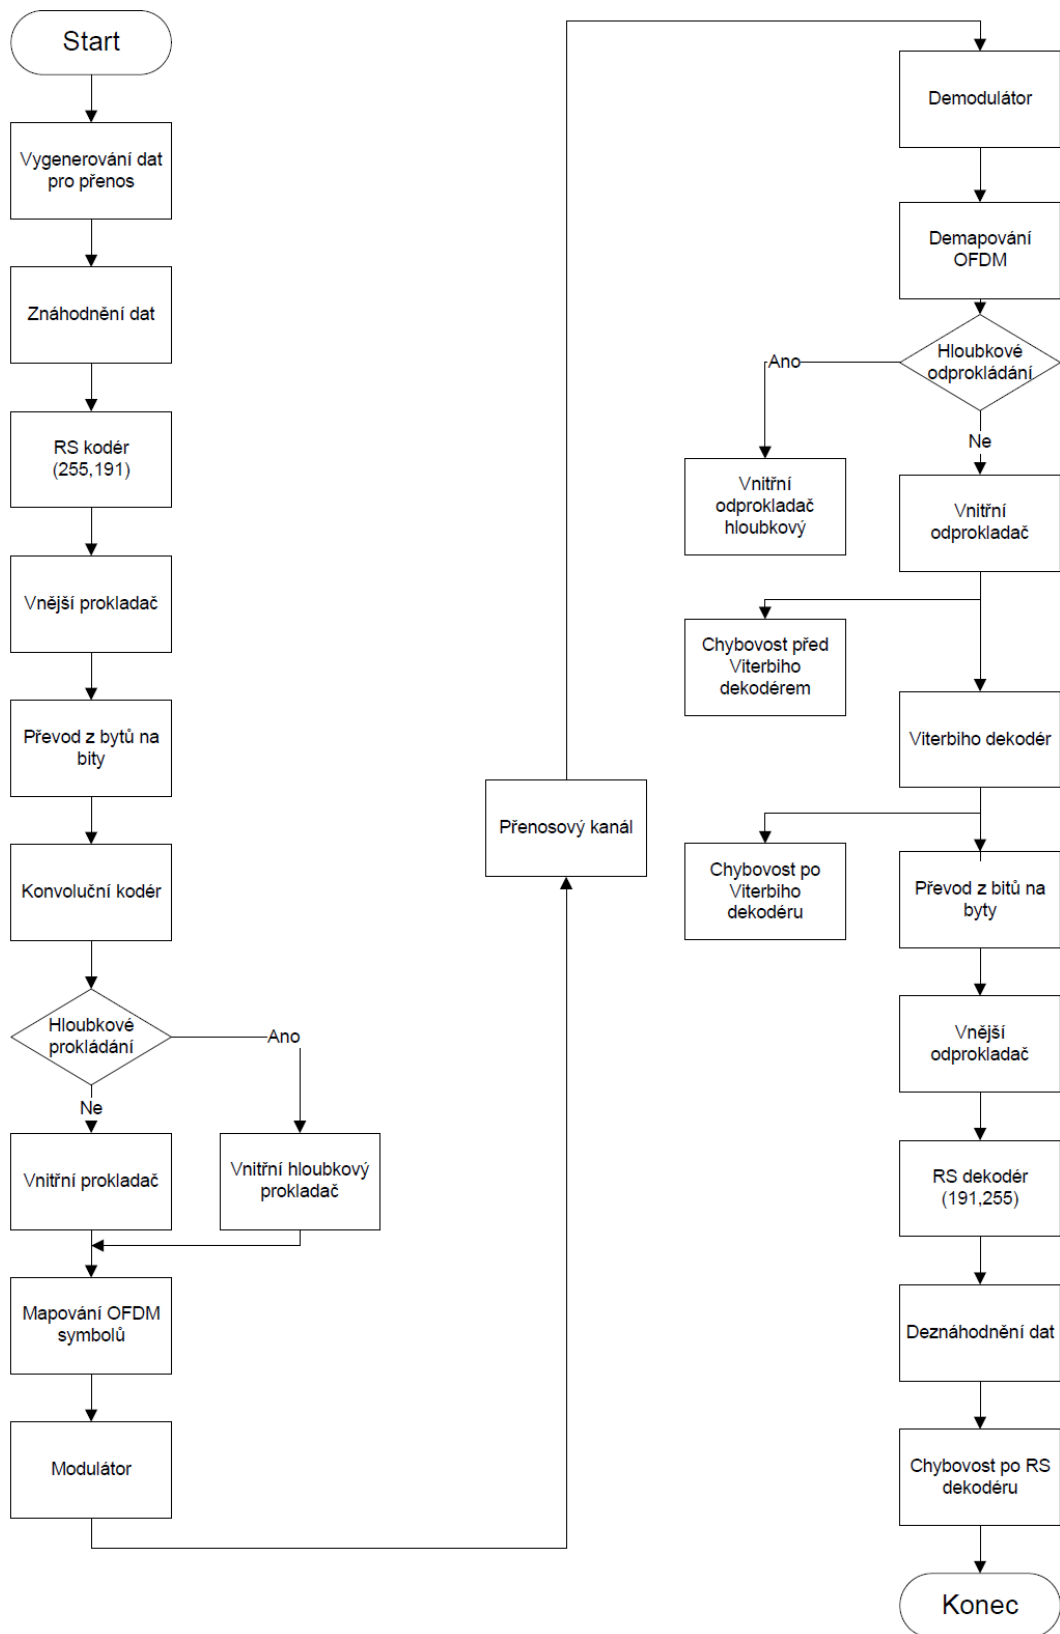 Start
Vygenerování dat
pro přenos
Znáhodnění dat
RS kodér
(255,191)
Vnější prokladač
Převod z bytů na
bity
Konvoluční kodér
Hloubkové
prokládání
Ano
Ne
Vnitřní prokladač
Vnitřní hloubkový
prokladač
Mapování OFDM
symbolů
Modulátor
Přenosový kanál
Demodulátor
Demapování
OFDM
Hloubkové
odprokládání
Ano
Ne
Vnitřní
odprokladač
hloubkový
Vnitřní
odprokladač
Chybovost před
Viterbiho
dekodérem
Viterbiho dekodér
Chybovost po
Viterbiho
dekodéru
Převod z bitů na
byty
Vnější
odprokladač
RS dekodér
(191,255)
Deznáhodnění dat
Chybovost po RS
dekodéru
Konec